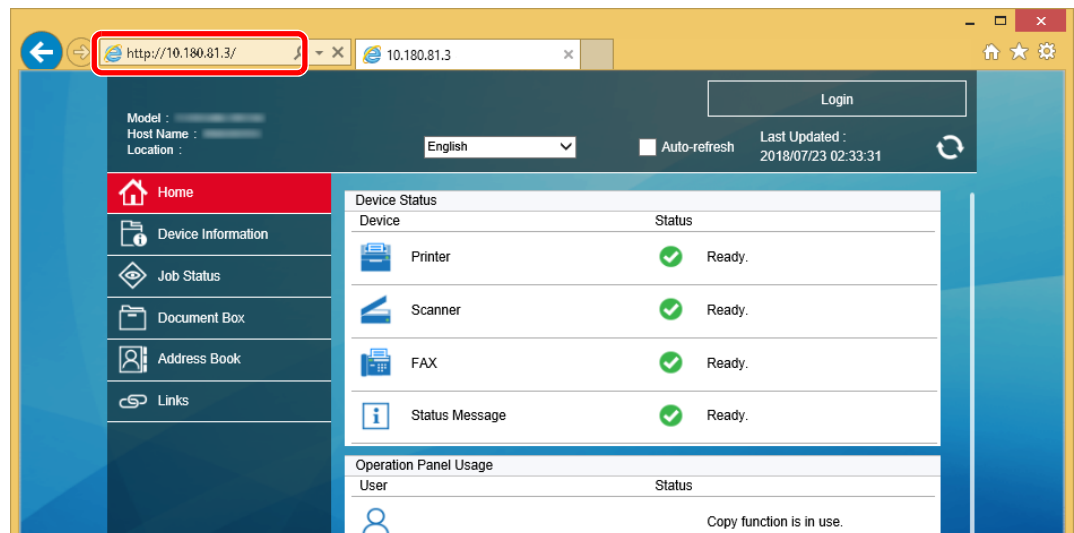 http://10.180.81.3/
10.180.81.3
Login
Model :
Host Name :
Location :
English
Auto-refresh
Last Updated :
2018/07/23 02:33:31
Home
Device Information
Job Status
Document Box
Address Book
Links
Device Status
Device Status
Printer Ready.
Scanner Ready.
FAX Ready.
Status Message Ready.
Operation Panel Usage
User Status
Copy function is in use.